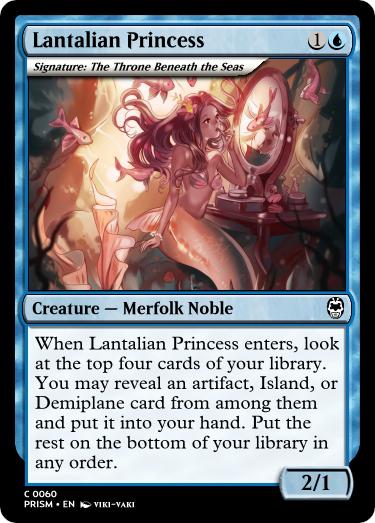 Lantalian Princess 1
Signature: The Throne Beneath the Seas
Creature — Merfolk Noble
When Lantalian Princess enters, look
at the top four cards of your library.
You may reveal an artifact, Island, or
Demiplane card from among them
and put it into your hand. Put the
rest on the bottom of your library in
any order.
2/1
C 0060
PRISM • EN VIKI-VAKI